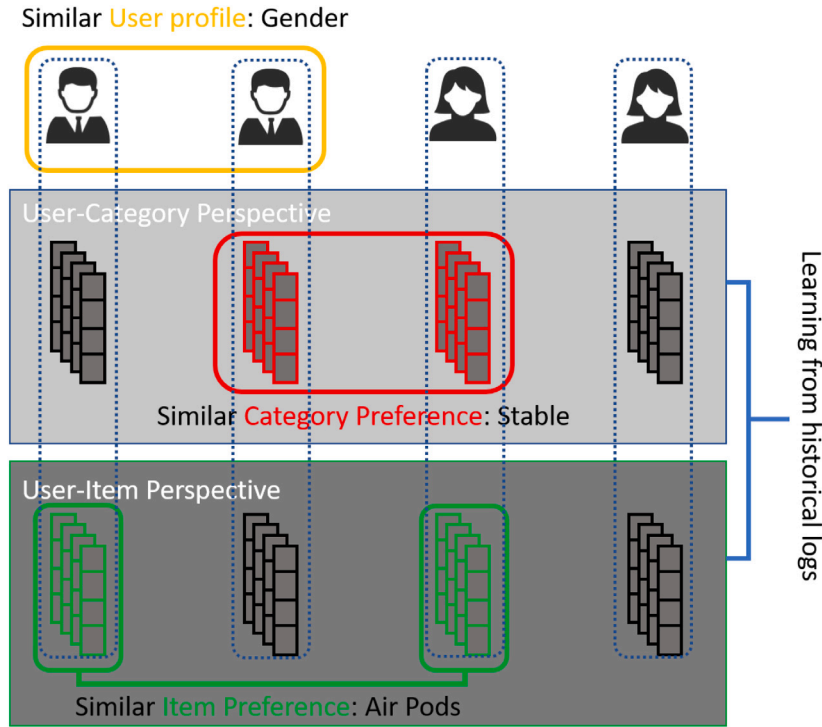 Similar User profile: Gender
User-Category Perspective
Similar Category Preference: Stable
User-Item Perspective
Similar Item Preference: Air Pods
Learning from historical
logs